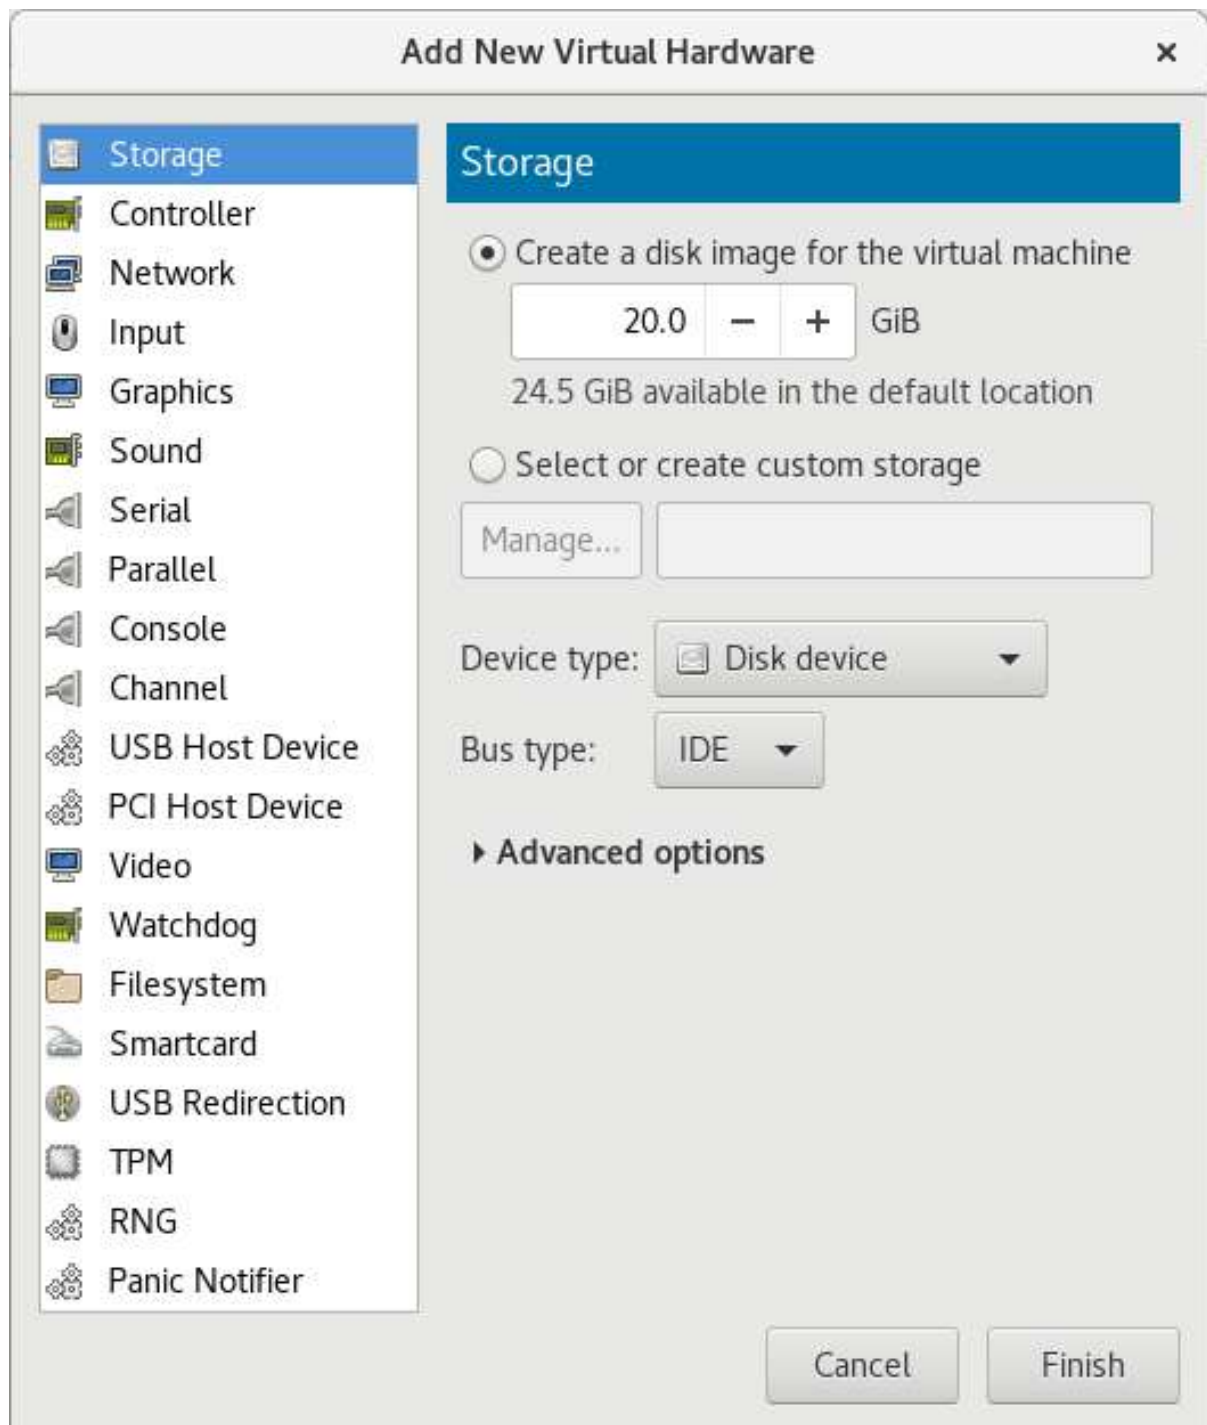 Add New Virtual Hardware ×
Storage
Controller
Network
Input
Graphics
Sound
Serial
Parallel
Console
Channel
USB Host Device
PCI Host Device
Video
Watchdog
Filesystem
Smartcard
USB Redirection
TPM
RNG
Panic Notifier
Storage
Create a disk image for the virtual machine
20.0 − + GiB
24.5 GiB available in the default location
Select or create custom storage
Manage...
Device type: Disk device
Bus type: IDE
Advanced options
Cancel Finish